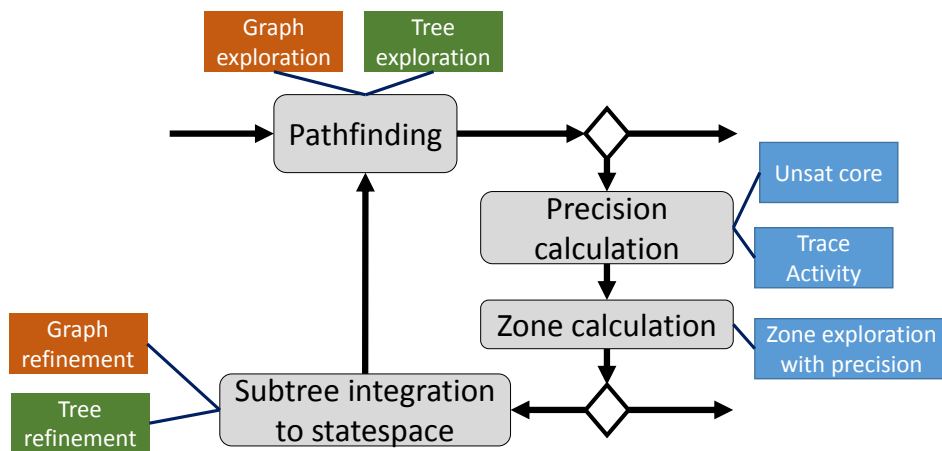 Graph
exploration
Tree
exploration
Pathfinding
Unsat core
Precision
calculation
Trace
Activity
Zone calculation
Zone exploration
with precision
Graph
refinement
Tree
refinement
Subtree integration
to statespace